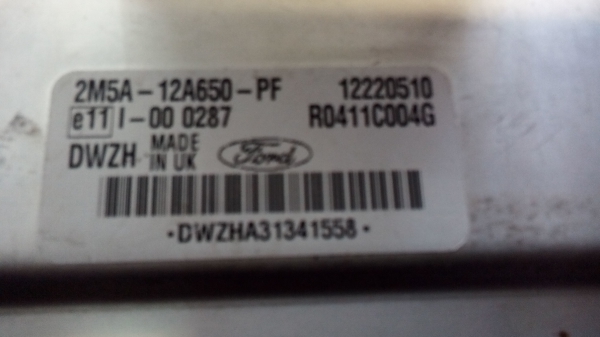 2M5A-12A650-PF 12220510
e11 I-00 0287 R0411C004G
DWZH MADE IN UK Ford
•DWZHA31341558•